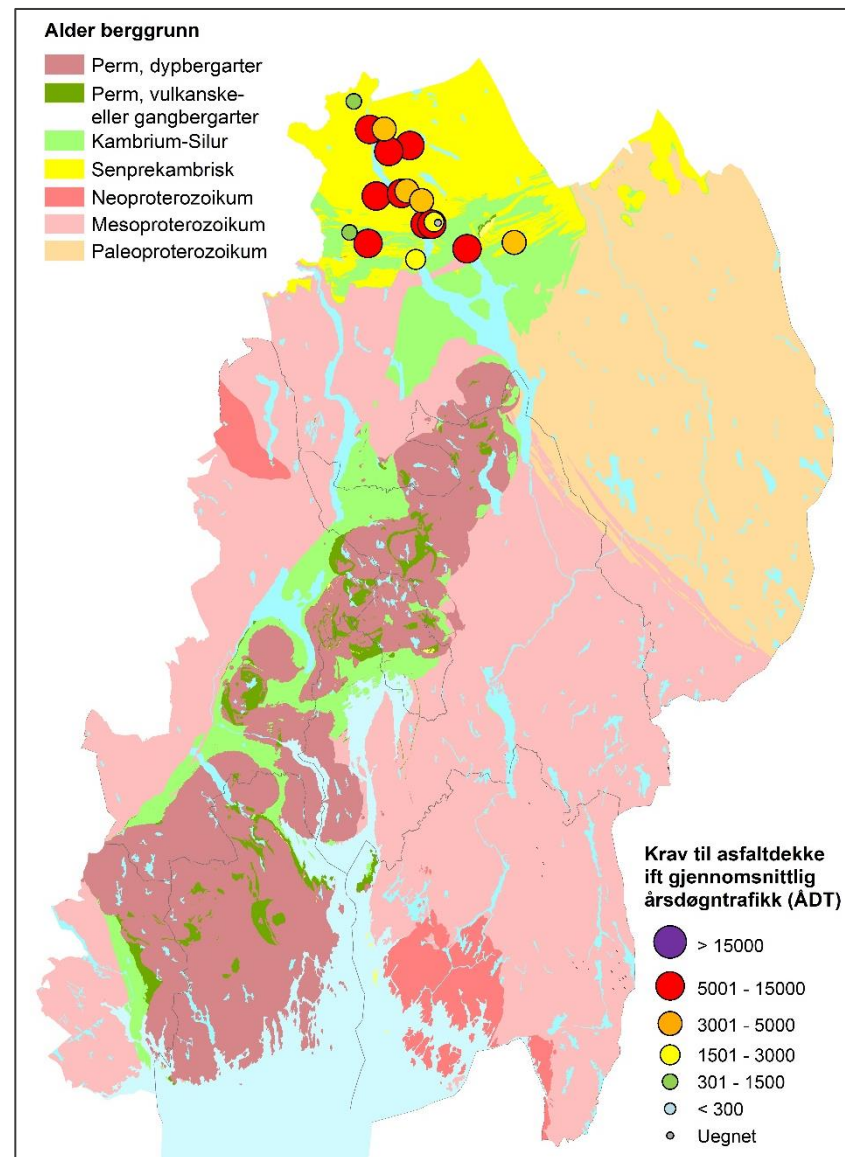 Alder berggrunn
Perm, dypbergarter
Perm, vulkanske-
eller gangbergarter
Kambrium-Silur
Senprekambrisk
Neoproterozoikum
Mesoproterozoikum
Paleoproterozoikum
Krav til asfaltdekke
ift gjennomsnittlig
årsdøgntrafikk (ÅDT)
> 15000
5001 - 15000
3001 - 5000
1501 - 3000
301 - 1500
< 300
Uegnet